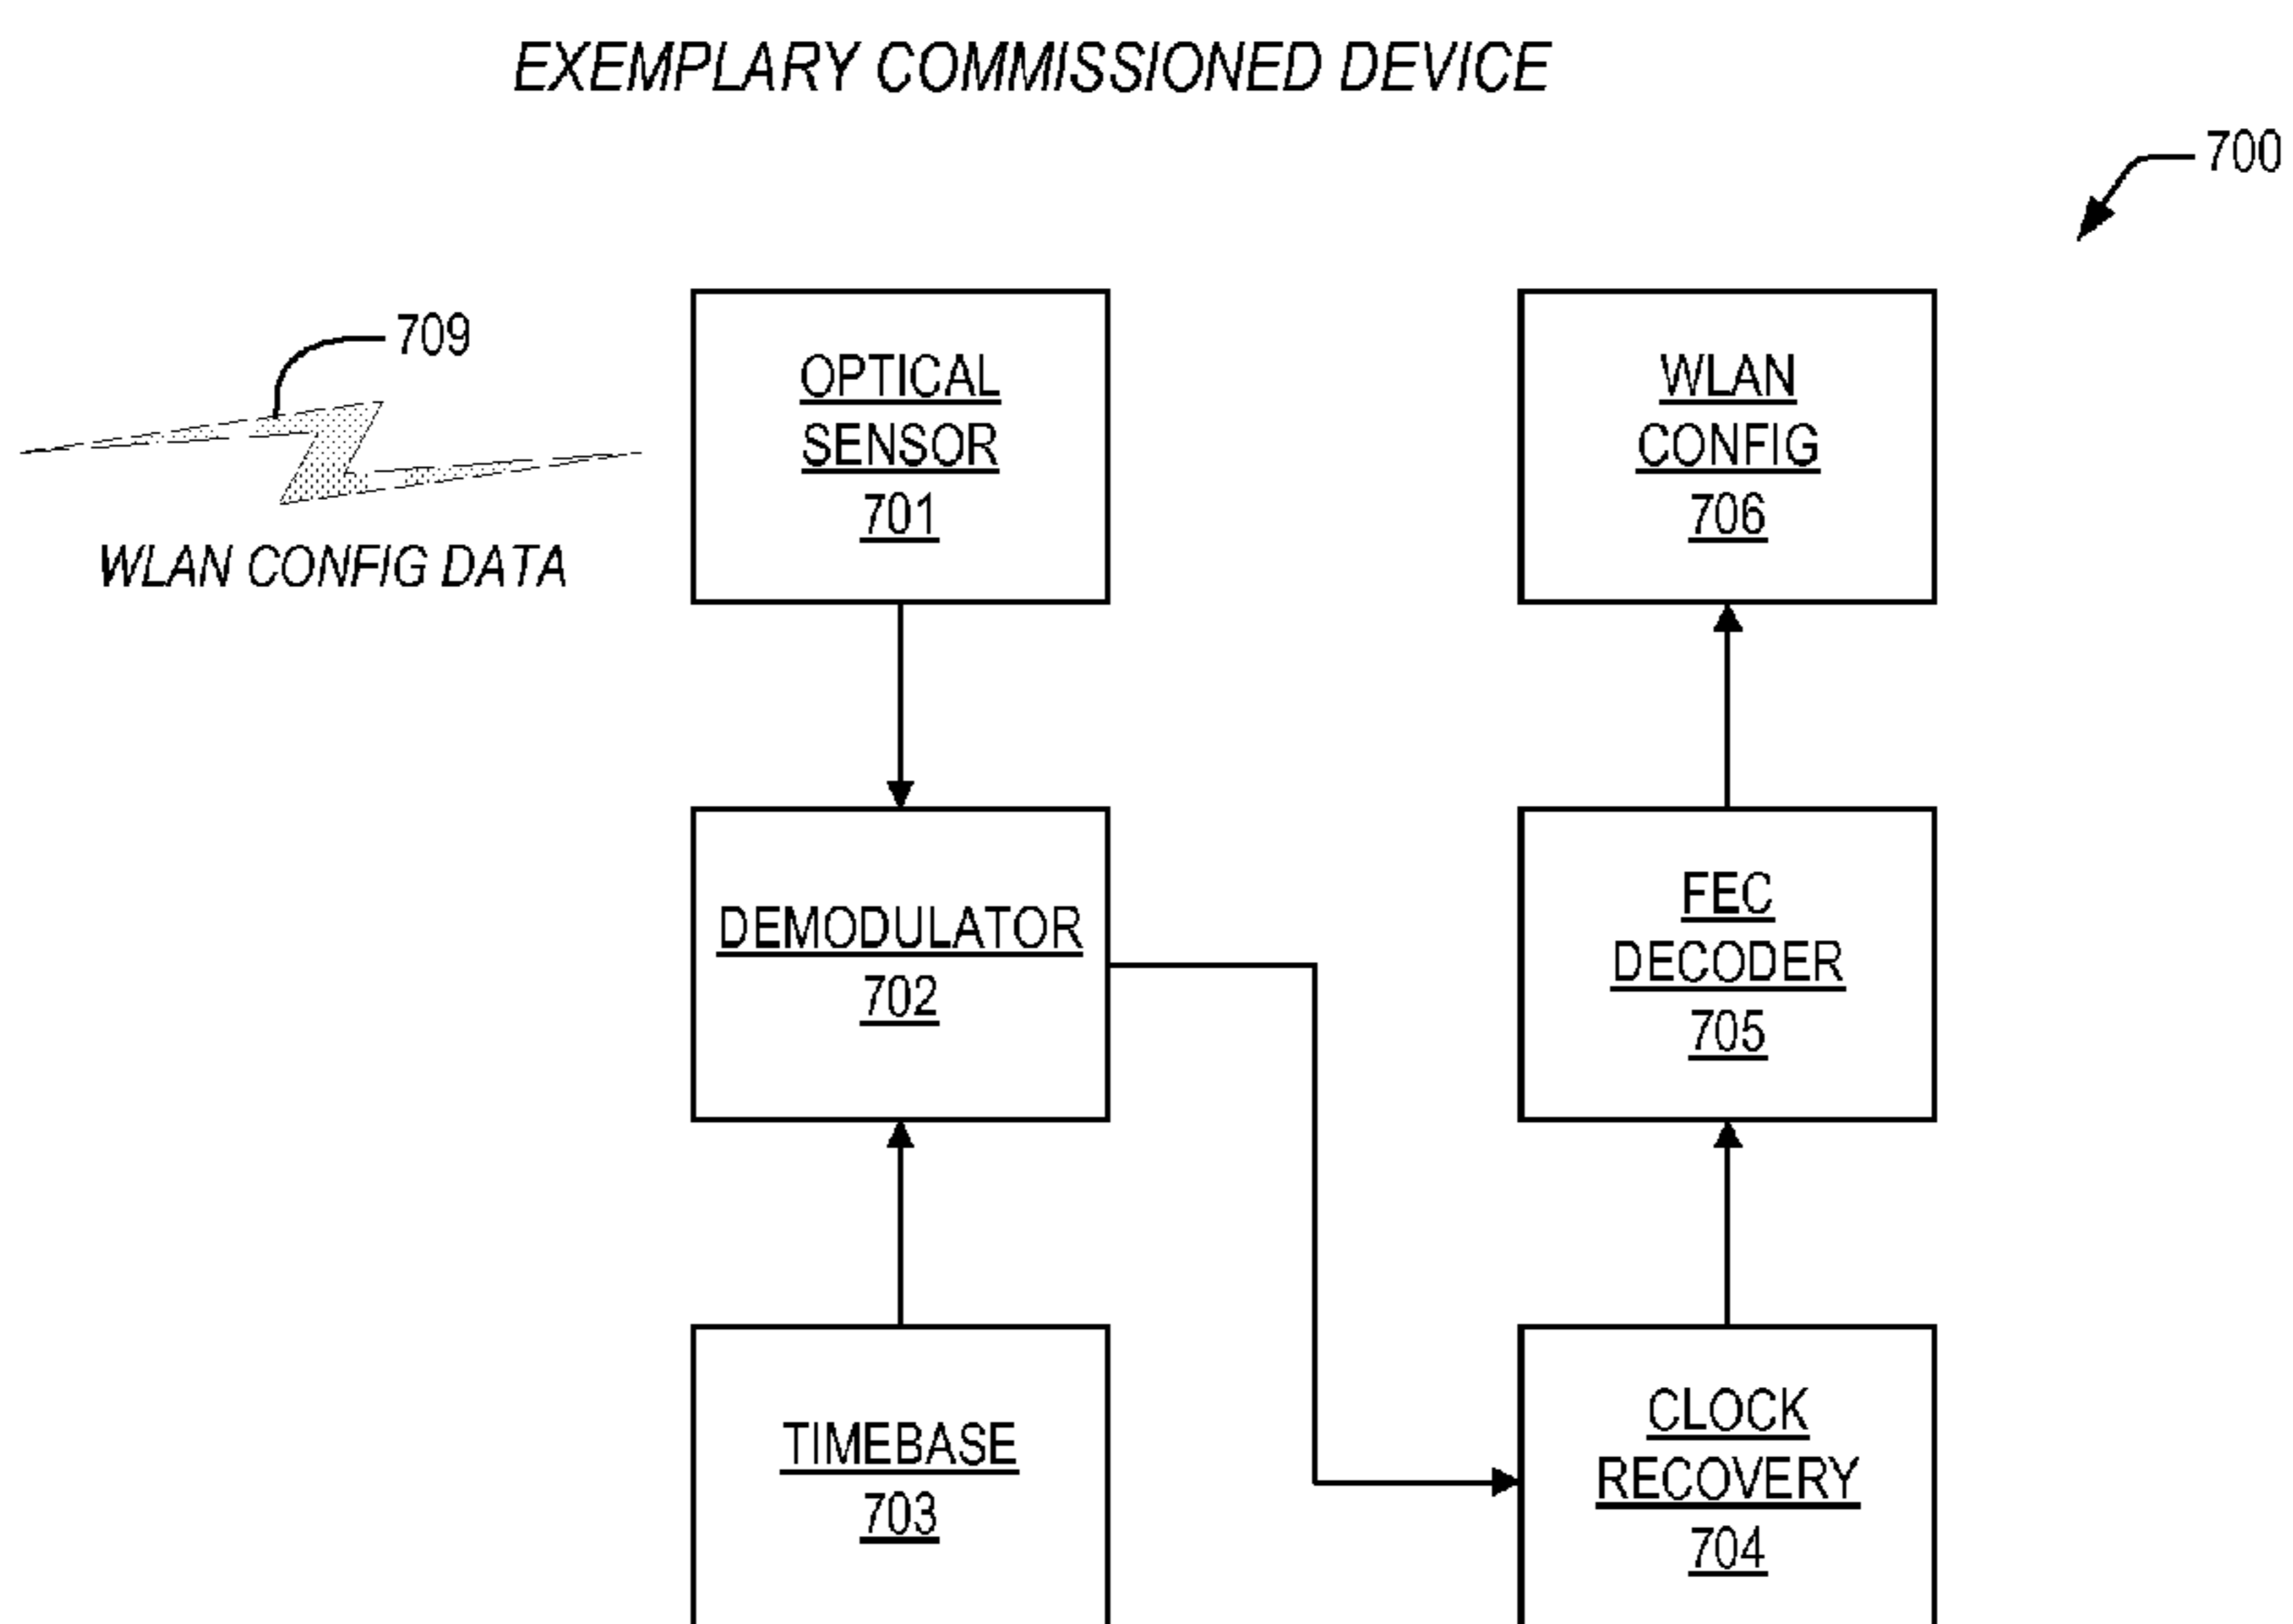 EXEMPLARY COMMISSIONED DEVICE
700
709
WLAN CONFIG DATA
OPTICAL
SENSOR
701
WLAN
CONFIG
706
DEMODULATOR
702
FEC
DECODER
705
TIMEBASE
703
CLOCK
RECOVERY
704